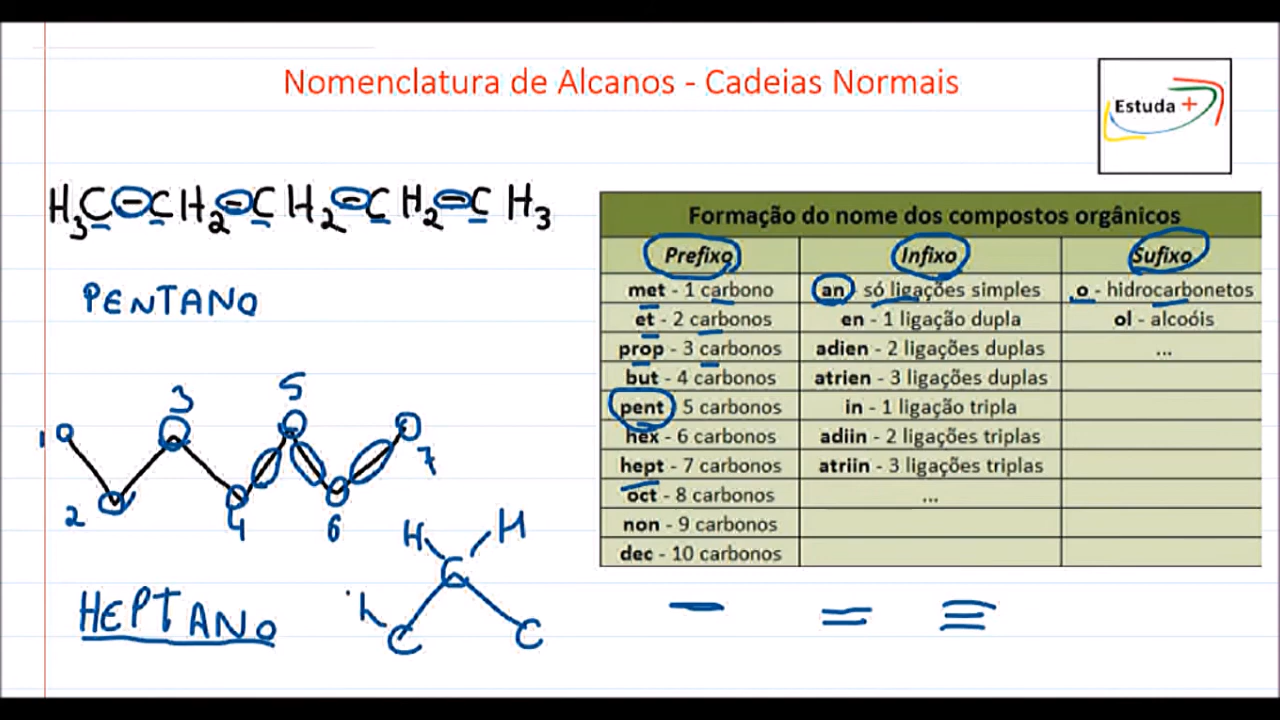 Nomenclatura de Alcanos - Cadeias Normais
Estuda +
H₃C - CH₂ - CH₂ - CH₂ - CH₃
PENTANO
1 2 3 4 5 6 7
HEPTANO
H H
C
H C C
Formação do nome dos compostos orgânicos
Prefixo Infixo Sufixo
met - 1 carbono an só ligações simples o - hidrocarbonetos
et - 2 carbonos en - 1 ligação dupla ol - alcoóis
prop - 3 carbonos adien - 2 ligações duplas ...
but - 4 carbonos atrien - 3 ligações duplas
pent 5 carbonos in - 1 ligação tripla
hex - 6 carbonos adiin - 2 ligações triplas
hept - 7 carbonos atriin - 3 ligações triplas
oct - 8 carbonos ...
non - 9 carbonos
dec - 10 carbonos
- = ≡